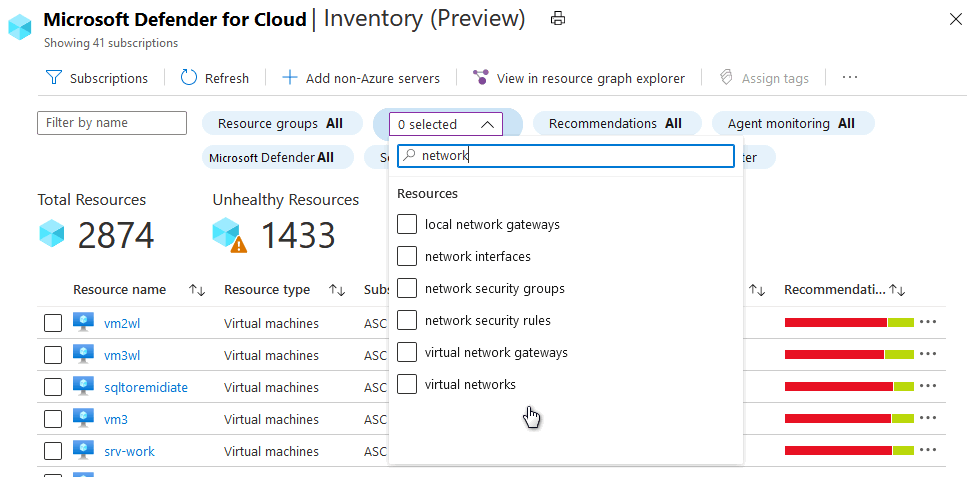 Microsoft Defender for Cloud | Inventory (Preview)
Showing 41 subscriptions
Subscriptions Refresh Add non-Azure servers View in resource graph explorer Assign tags ...
Filter by name Resource groups All 0 selected Recommendations All Agent monitoring All
Microsoft Defender All
network
Total Resources Unhealthy Resources
2874 1433
Resources
local network gateways
network interfaces
network security groups
network security rules
virtual network gateways
virtual networks
Resource name Resource type Subs Recommendati...
vm2wl Virtual machines ASC ...
vm3wl Virtual machines ASC ...
sqltoremidiate Virtual machines ASC ...
vm3 Virtual machines ASC ...
srv-work Virtual machines ASC ...